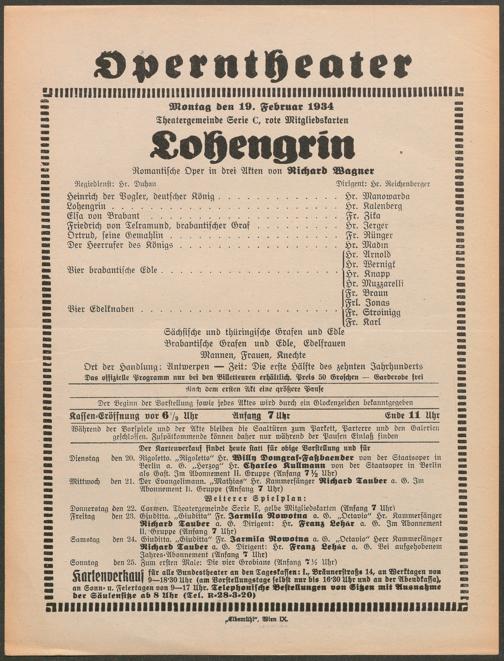 Operntheater
Montag den 19. Februar 1934
Theatergemeinde Serie C, rote Mitgliedskarten
Lohengrin
Romantische Oper in drei Akten von Richard Wagner
Regiedienst: Hr. Duhan Dirigent: Hr. Reichenberger
Heinrich der Vogler, deutscher König . . . Hr. Manowarda
Lohengrin . . . Hr. Kalenberg
Elsa von Brabant . . . Fr. Zika
Friedrich von Telramund, brabantischer Graf . . . Hr. Jerger
Ortrud, seine Gemahlin . . . Fr. Rünger
Der Heerrufer des Königs . . . Hr. Madin
Vier brabantische Edle . . . Hr. Arnold
Hr. Wernigk
Hr. Knapp
Hr. Muzzarelli
Vier Edelknaben . . . Fr. Braun
Frl. Jonas
Fr. Stroinigg
Fr. Karl
Sächsische und thüringische Grafen und Edle
Brabantische Grafen und Edle, Edelfrauen
Mannen, Frauen, Knechte
Ort der Handlung: Antwerpen — Zeit: Die erste Hälfte des zehnten Jahrhunderts
Das offizielle Programm nur bei den Billetteuren erhältlich. Preis 50 Groschen — Garderobe frei
Nach dem ersten Akt eine größere Pause
Der Beginn der Vorstellung sowie jedes Aktes wird durch ein Glockenzeichen bekanntgegeben
Kassen-Eröffnung vor 6½ Uhr Anfang 7 Uhr Ende 11 Uhr
Während der Vorspiele und der Akte bleiben die Saaltüren zum Parkett, Parterre und den Galerien
geschlossen. Zuspätkommende können daher nur während der Pausen Einlaß finden
Der Kartenverkauf findet heute statt für obige Vorstellung und für
Dienstag den 20. Rigoletto. „Rigoletto“ Hr. Willy Domgraf-Faßbaender von der Staatsoper in
Berlin a. G. „Herzog“ Hr. Charles Kullmann von der Staatsoper in Berlin
als Gast. Im Abonnement II. Gruppe (Anfang 7½ Uhr)
Mittwoch den 21. Der Evangelimann. „Mathias“ Hr. Kammersänger Richard Tauber a. G. Im
Abonnement II. Gruppe (Anfang 7 Uhr)
Weiterer Spielplan:
Donnerstag den 22. Carmen. Theatergemeinde Serie E, gelbe Mitgliedskarten (Anfang 7 Uhr)
Freitag den 23. Giuditta. „Giuditta“ Fr. Jarmila Novotna a. G., „Octavio“ Hr. Kammersänger
Richard Tauber a. G. Dirigent: Hr. Franz Lehár a. G. Im Abonnement
II. Gruppe (Anfang 7 Uhr)
Samstag den 24. Giuditta. „Giuditta“ Fr. Jarmila Novotna a. G. „Octavio“ Herr Kammersänger
Richard Tauber a. G. Dirigent: Hr. Franz Lehár a. G. Bei aufgehobenem
Jahres-Abonnement (Anfang 7 Uhr)
Sonntag den 25. Zum ersten Male: Die vier Grobiane (Anfang 7½ Uhr)
Kartenverkauf für alle Bundestheater an den Tageskassen: I., Bräunerstraße 14, an Werktagen von
9—18·30 Uhr (am Vorstellungstage selbst nur bis 16·30 Uhr und an der Abendkassa),
an Sonn- u. Feiertagen von 9—17 Uhr. Telephonische Bestellungen von Sitzen mit Ausnahme
der Säulensitze ab 8 Uhr (Tel. R-28-3-20)
„Elbemühl“, Wien IX.